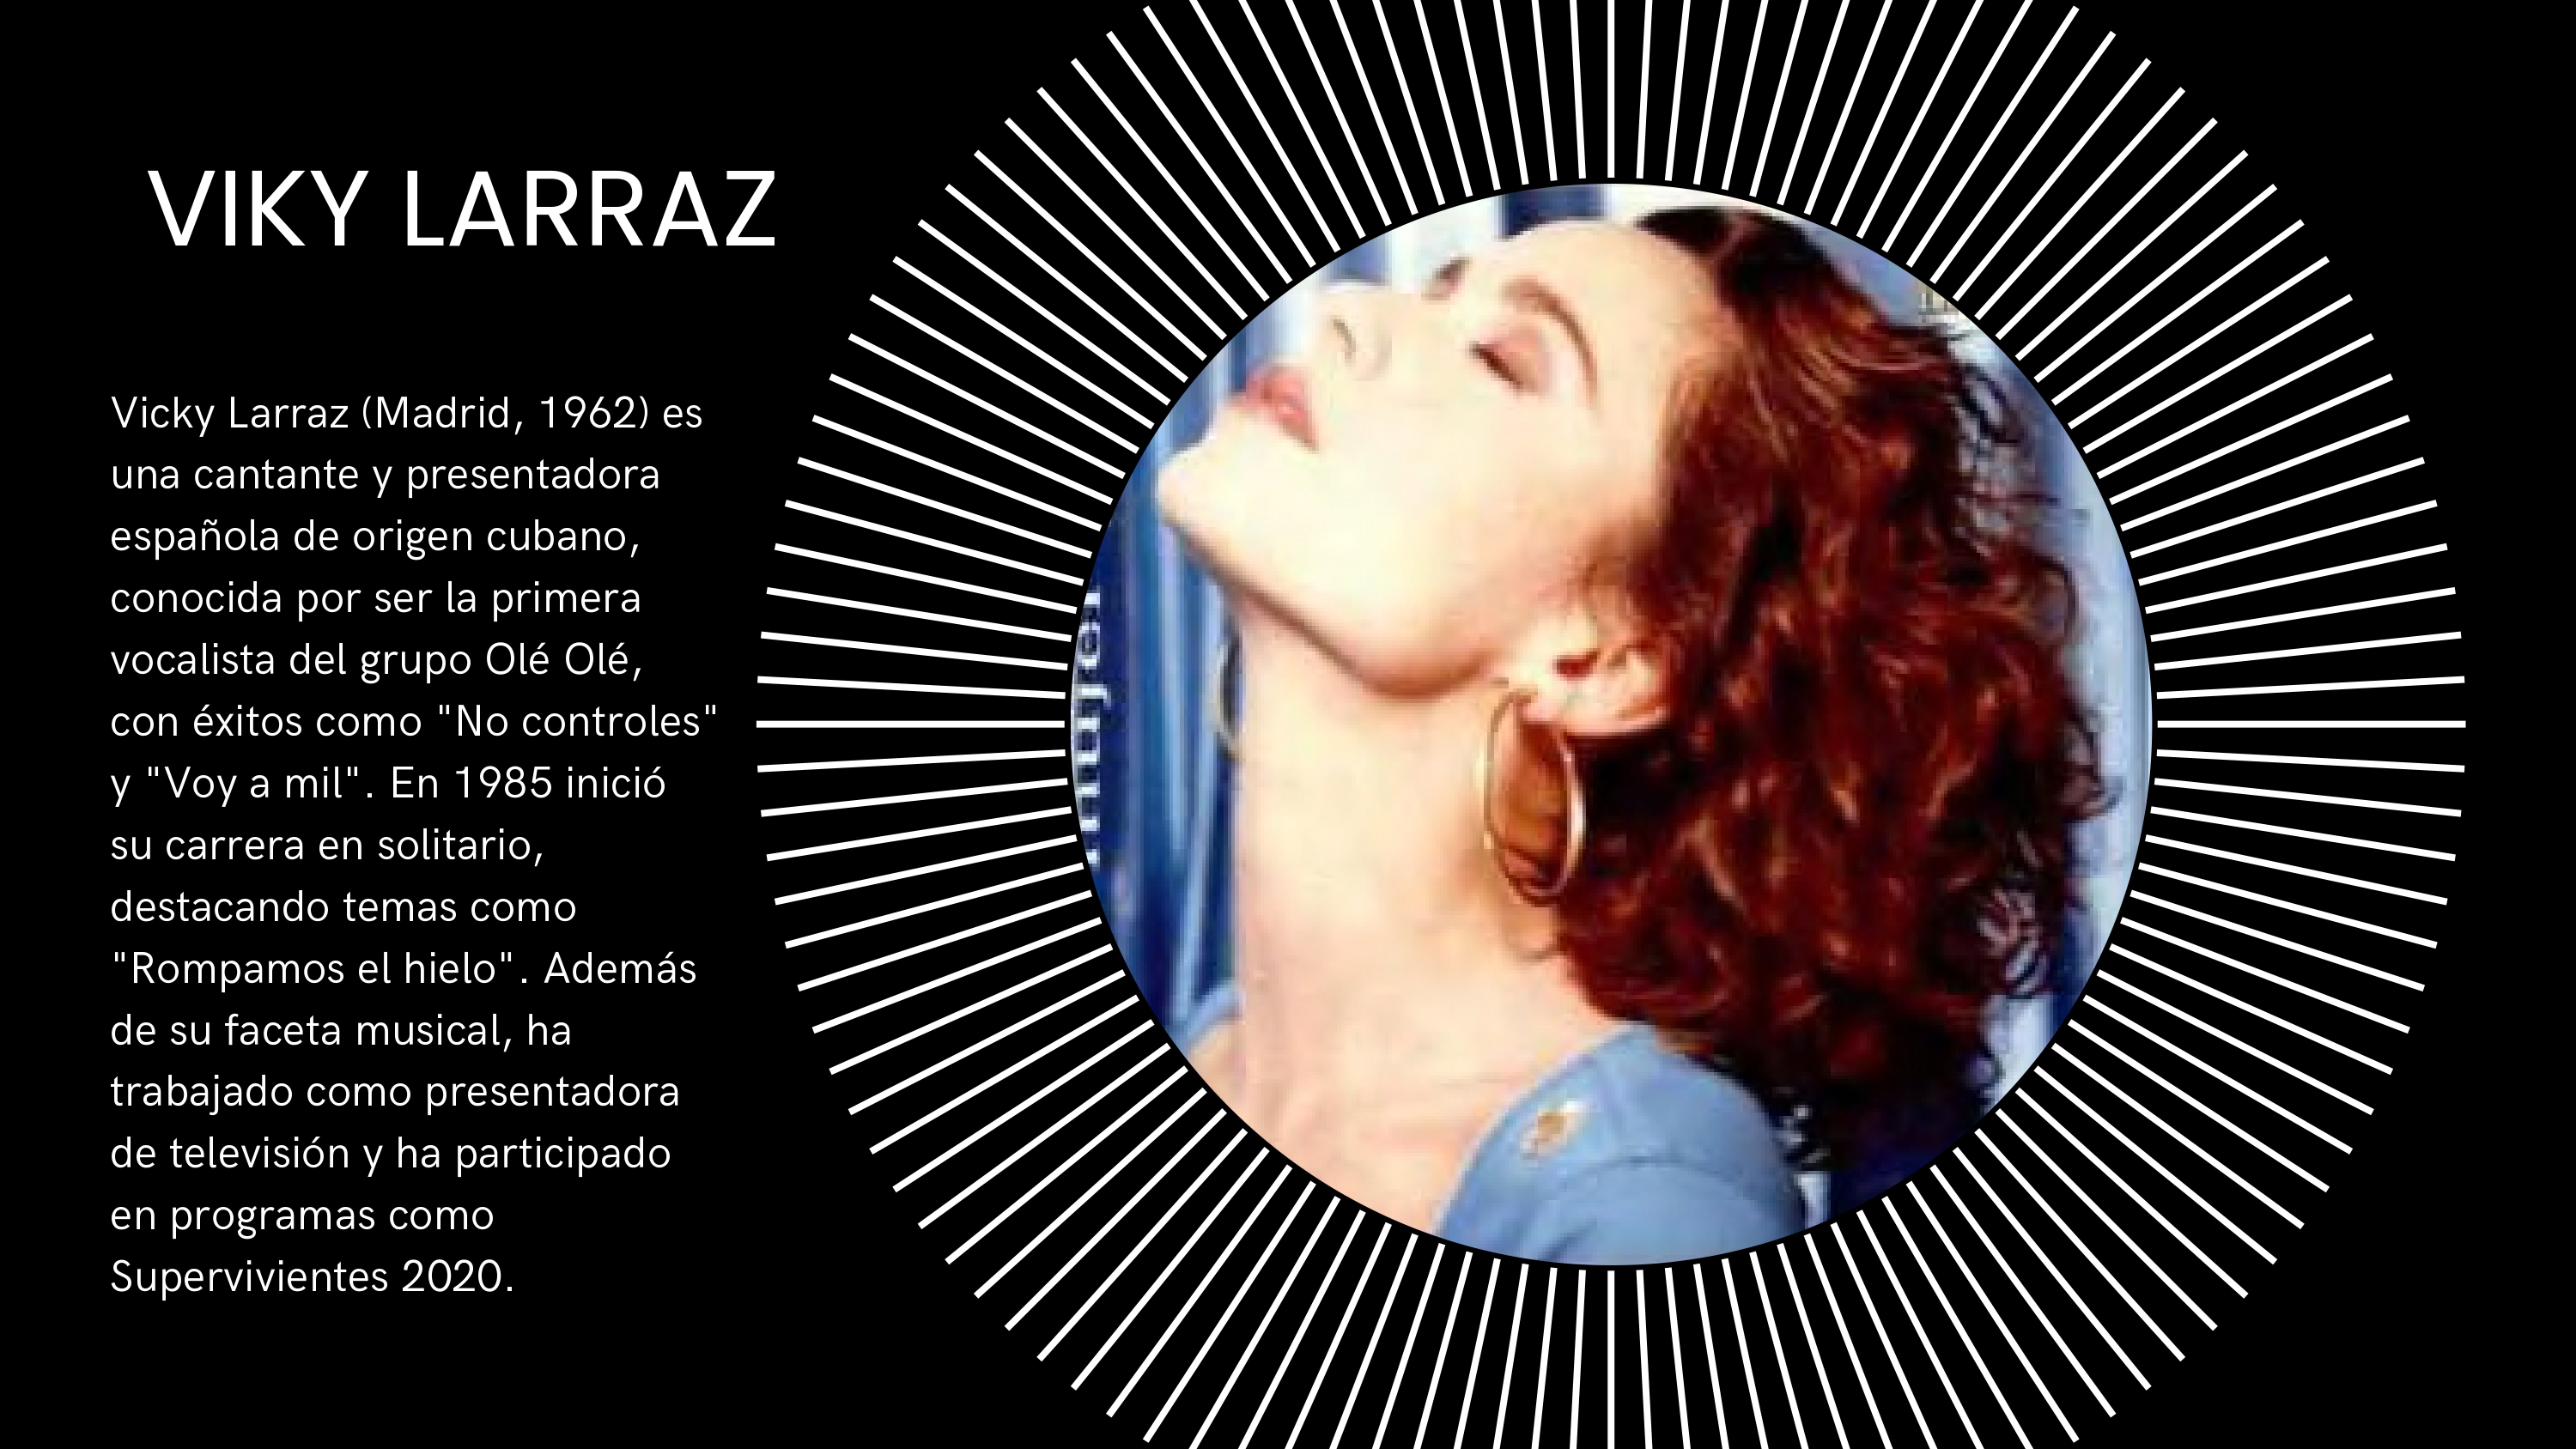 VIKY LARRAZ
Vicky Larraz (Madrid, 1962) es
una cantante y presentadora
española de origen cubano,
conocida por ser la primera
vocalista del grupo Olé Olé,
con éxitos como "No controles"
y "Voy a mil". En 1985 inició
su carrera en solitario,
destacando temas como
"Rompamos el hielo". Además
de su faceta musical, ha
trabajado como presentadora
de televisión y ha participado
en programas como
Supervivientes 2020.
mujer